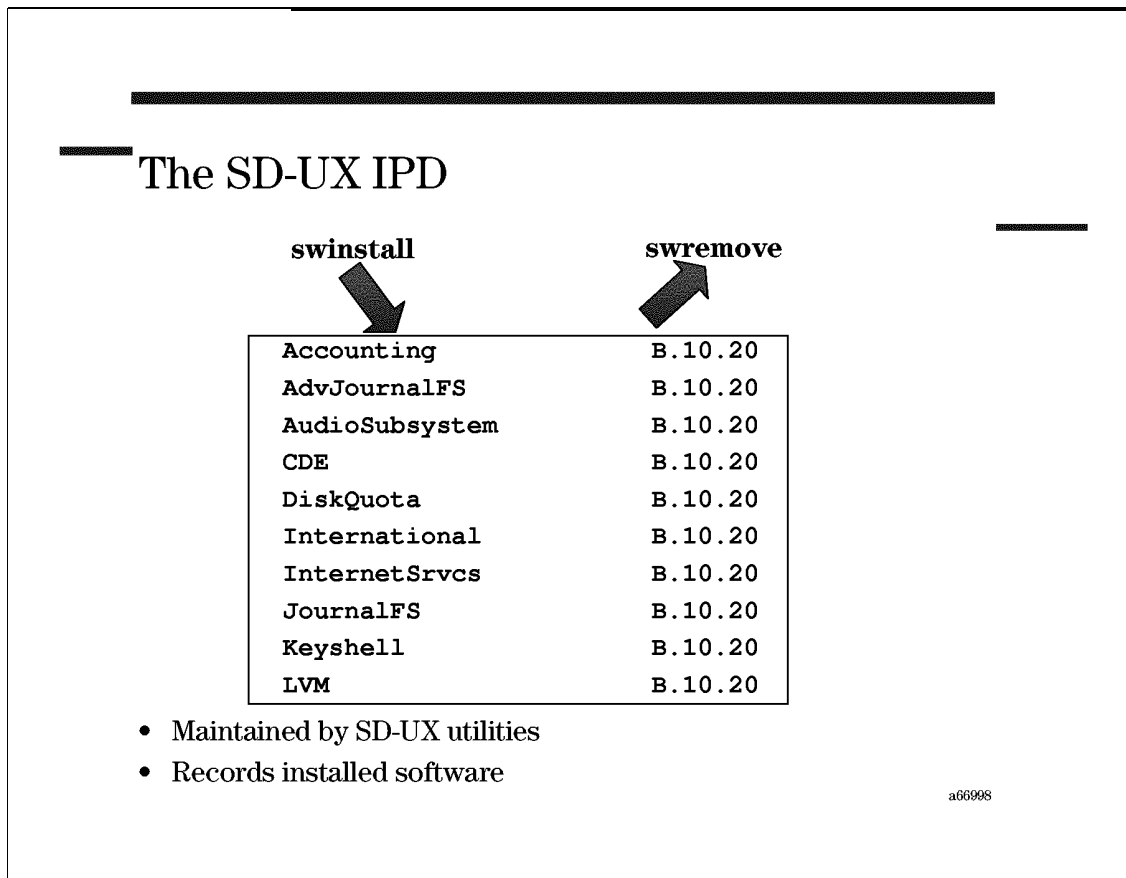 The SD-UX IPD
swinstall swremove
Accounting B.10.20
AdvJournalFS B.10.20
AudioSubsystem B.10.20
CDE B.10.20
DiskQuota B.10.20
International B.10.20
InternetSrvcs B.10.20
JournalFS B.10.20
Keyshell B.10.20
LVM B.10.20
• Maintained by SD-UX utilities
• Records installed software
a66998